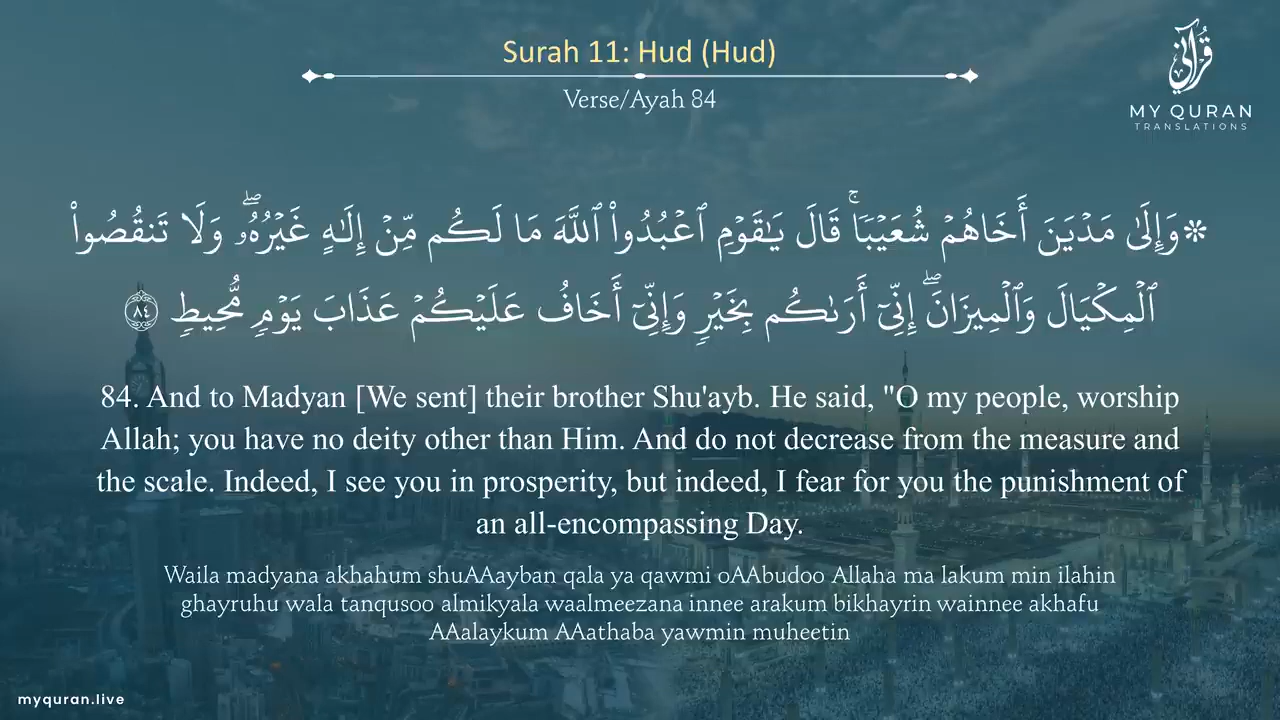 Surah 11: Hud (Hud)
Verse/Ayah 84
قرآني
MY QURAN
TRANSLATIONS
۞ وَإِلَىٰ مَدۡيَنَ أَخَاهُمۡ شُعَيۡبٗاۚ قَالَ يَٰقَوۡمِ ٱعۡبُدُواْ ٱللَّهَ مَا لَكُم مِّنۡ إِلَٰهٍ غَيۡرُهُۥۖ وَلَا تَنقُصُواْ
ٱلۡمِكۡيَالَ وَٱلۡمِيزَانَۖ إِنِّيٓ أَرَىٰكُم بِخَيۡرٖ وَإِنِّيٓ أَخَافُ عَلَيۡكُمۡ عَذَابَ يَوۡمٖ مُّحِيطٖ ٨٤
84. And to Madyan [We sent] their brother Shu'ayb. He said, "O my people, worship
Allah; you have no deity other than Him. And do not decrease from the measure and
the scale. Indeed, I see you in prosperity, but indeed, I fear for you the punishment of
an all-encompassing Day.
Waila madyana akhahum shuAAayban qala ya qawmi oAAbudoo Allaha ma lakum min ilahin
ghayruhu wala tanqusoo almikyala waalmeezana innee arakum bikhayrin wainnee akhafu
AAalaykum AAathaba yawmin muheetin
myquran.live